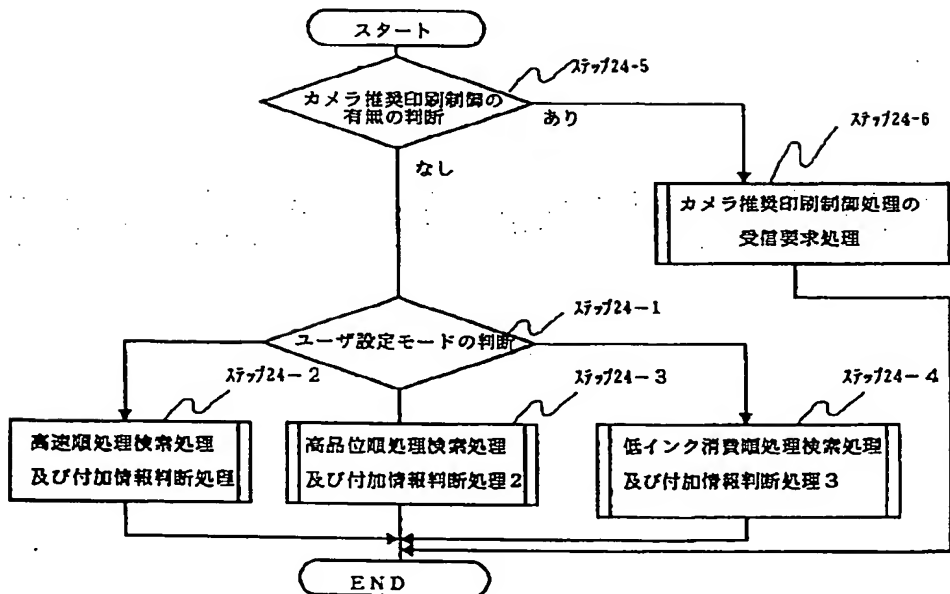 スタート
ステップ24-5
カメラ推奨印刷制御の
有無の判断
あり
なし
ステップ24-6
カメラ推奨印刷制御処理の
受信要求処理
ステップ24-1
ユーザ設定モードの判断
ステップ24-2
ステップ24-3
ステップ24-4
高速順処理検索処理
及び付加情報判断処理
高品位順処理検索処理
及び付加情報判断処理2
低インク消費順処理検索処理
及び付加情報判断処理3
END